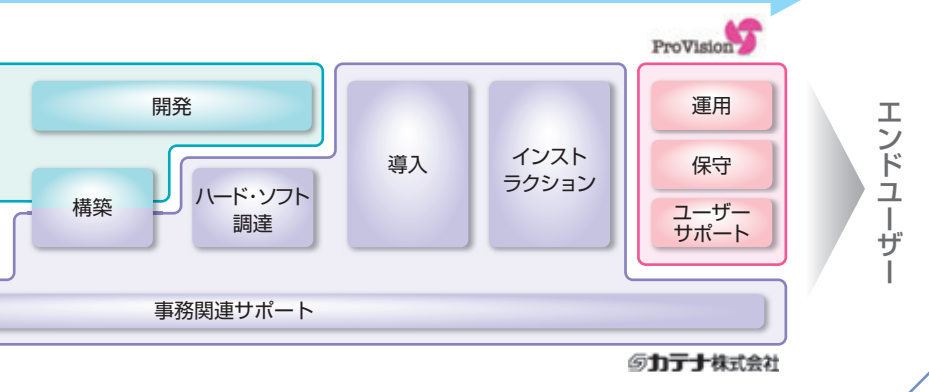 ProVision
開発
運用
導入
インスト
ラクション
保守
構築
ハード・ソフト
調達
ユーザー
サポート
エンドユーザー
事務関連サポート
カテナ株式会社